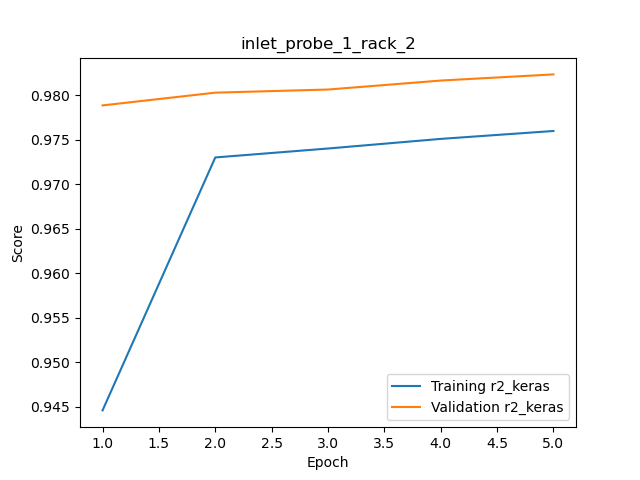 inlet_probe_1_rack_2
Score
0.980
0.975
0.970
0.965
0.960
0.955
0.950
0.945
1.0 1.5 2.0 2.5 3.0 3.5 4.0 4.5 5.0
Epoch
Training r2_keras
Validation r2_keras